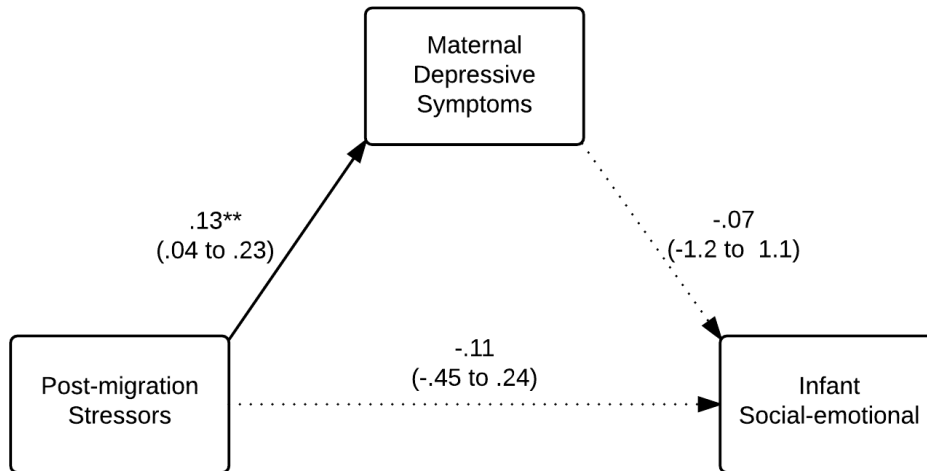 Maternal
Depressive
Symptoms
.13**
(.04 to .23)
-.07
(-1.2 to  1.1)
-.11
(-.45 to .24)
Post-migration
Stressors
Infant
Social-emotional